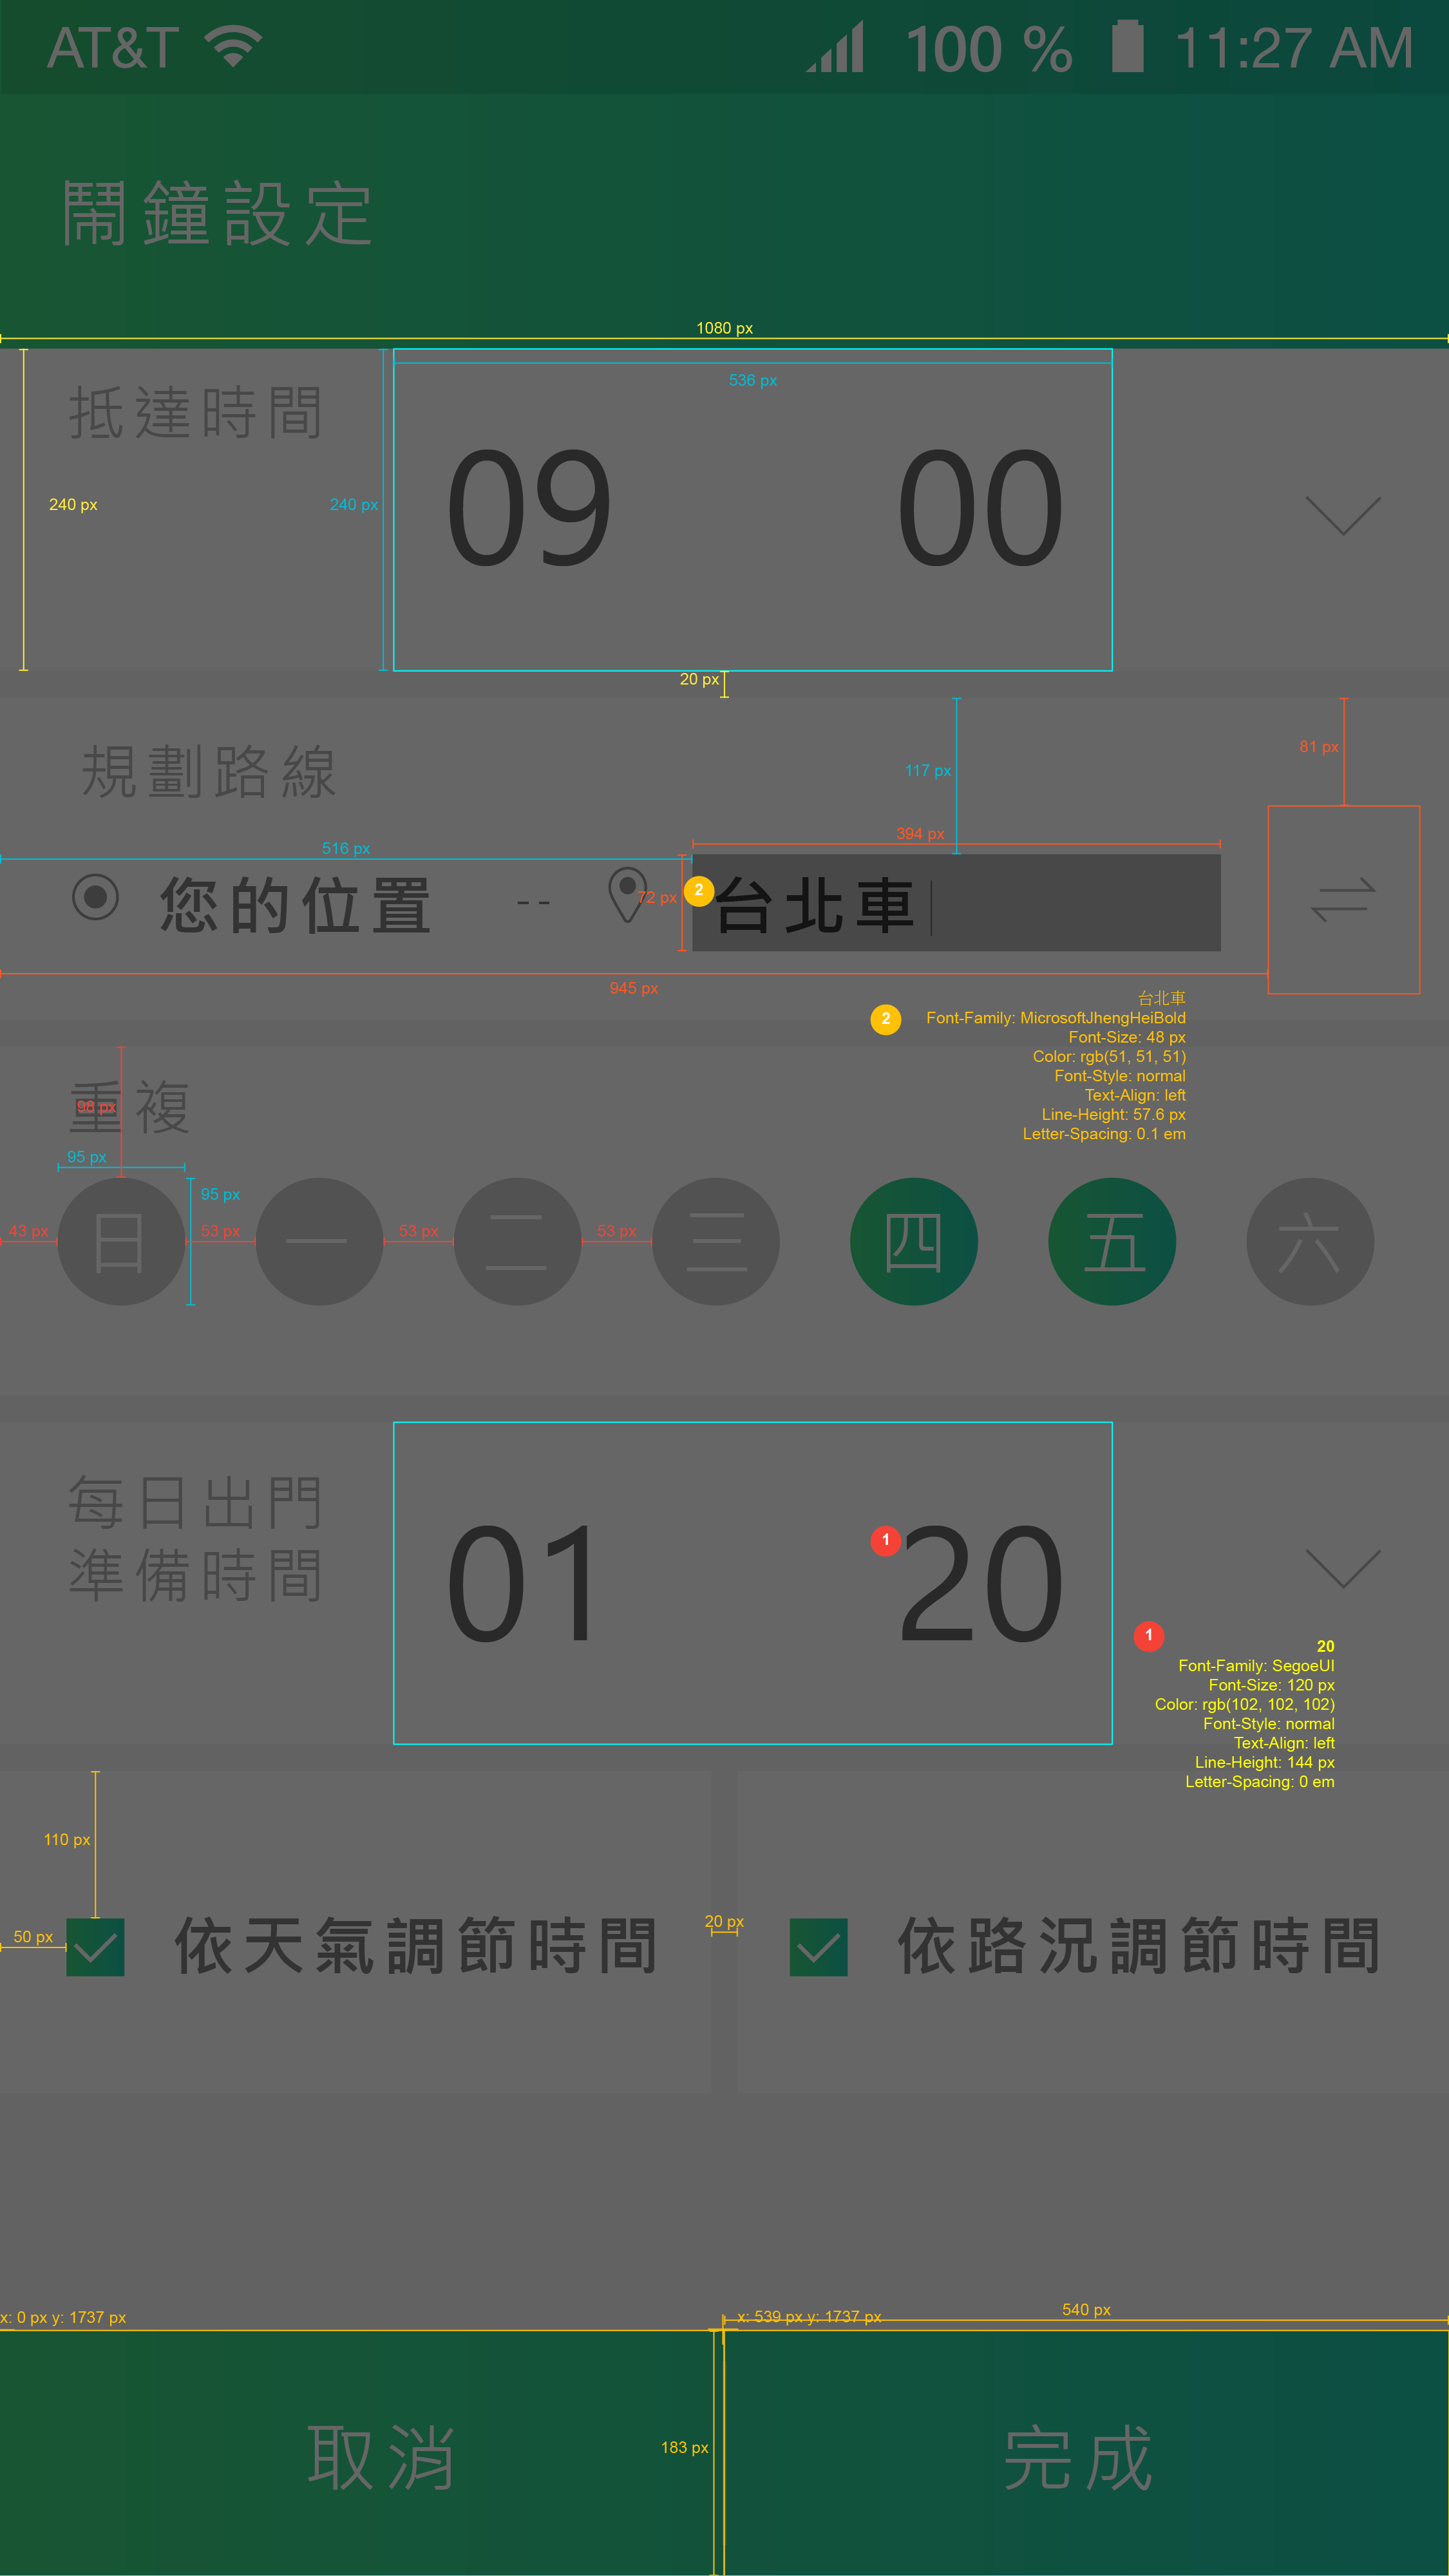 AT&T 100 % 11:27 AM
鬧鐘設定
1080 px
抵達時間
536 px
240 px
240 px
09 00
20 px
規劃路線
117 px
81 px
516 px
394 px
您的位置 -- 72 px 2 台北車
945 px
台北車
2 Font-Family: MicrosoftJhengHeiBold
Font-Size: 48 px
Color: rgb(51, 51, 51)
Font-Style: normal
Text-Align: left
Line-Height: 57.6 px
Letter-Spacing: 0.1 em
重複
98 px
95 px
95 px
43 px 53 px 53 px 53 px
日 一 二 三 四 五 六
每日出門
準備時間
01 1 20
1
20
Font-Family: SegoeUI
Font-Size: 120 px
Color: rgb(102, 102, 102)
Font-Style: normal
Text-Align: left
Line-Height: 144 px
Letter-Spacing: 0 em
110 px
50 px
20 px
依天氣調節時間 依路況調節時間
x: 0 px y: 1737 px
x: 539 px y: 1737 px
540 px
取消 183 px 完成